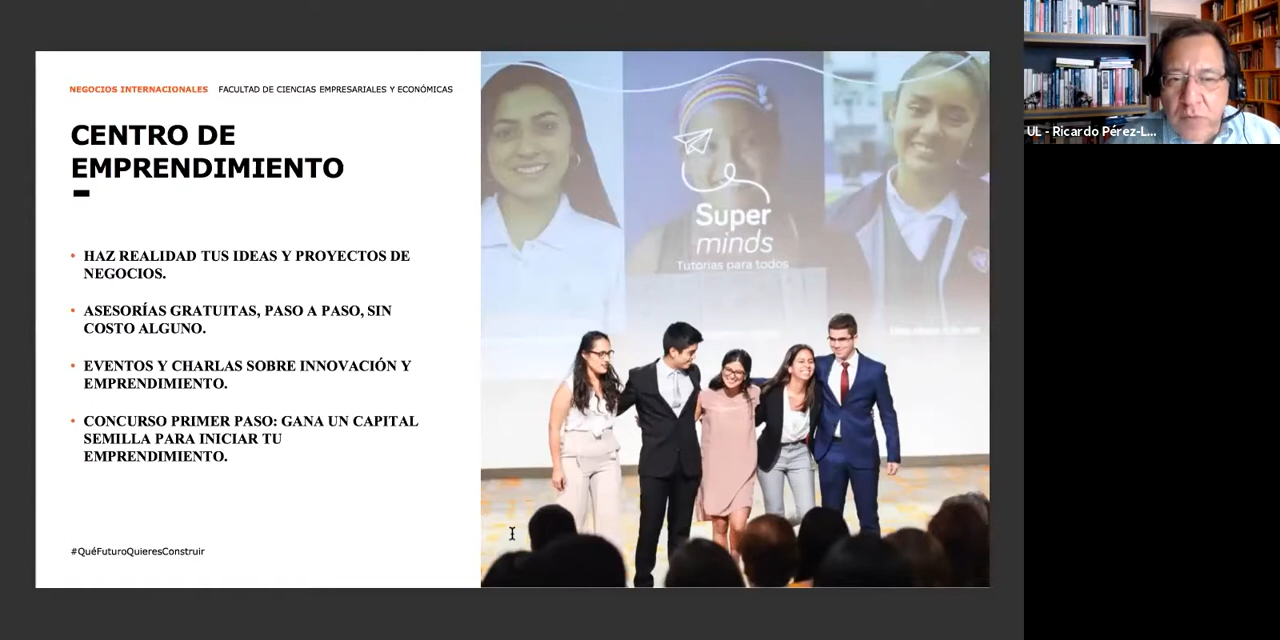 NEGOCIOS INTERNACIONALES FACULTAD DE CIENCIAS EMPRESARIALES Y ECONÓMICAS
CENTRO DE
EMPRENDIMIENTO
• HAZ REALIDAD TUS IDEAS Y PROYECTOS DE
NEGOCIOS.
• ASESORÍAS GRATUITAS, PASO A PASO, SIN
COSTO ALGUNO.
• EVENTOS Y CHARLAS SOBRE INNOVACIÓN Y
EMPRENDIMIENTO.
• CONCURSO PRIMER PASO: GANA UN CAPITAL
SEMILLA PARA INICIAR TU
EMPRENDIMIENTO.
#QuéFuturoQuieresConstruir
Super
minds
Tutorías para todos
UL - Ricardo Pérez-L...